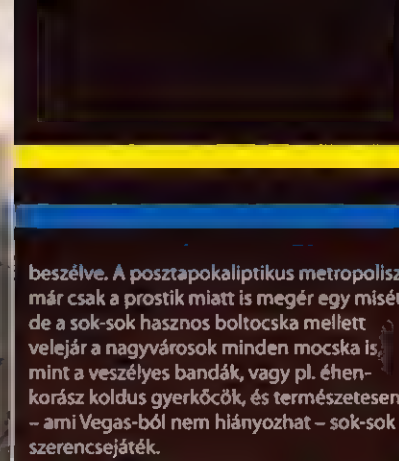 beszélve. A posztapokaliptikus metropolisz
már csak a prostik miatt is megér egy misét,
de a sok-sok hasznos boltocska mellett
velejár a nagyvárosok minden mocska is,
mint a veszélyes bandák, vagy pl. éhen-
korász koldus gyerkőcök, és természetesen
– ami Vegas-ból nem hiányozhat – sok-sok
szerencsejáték.